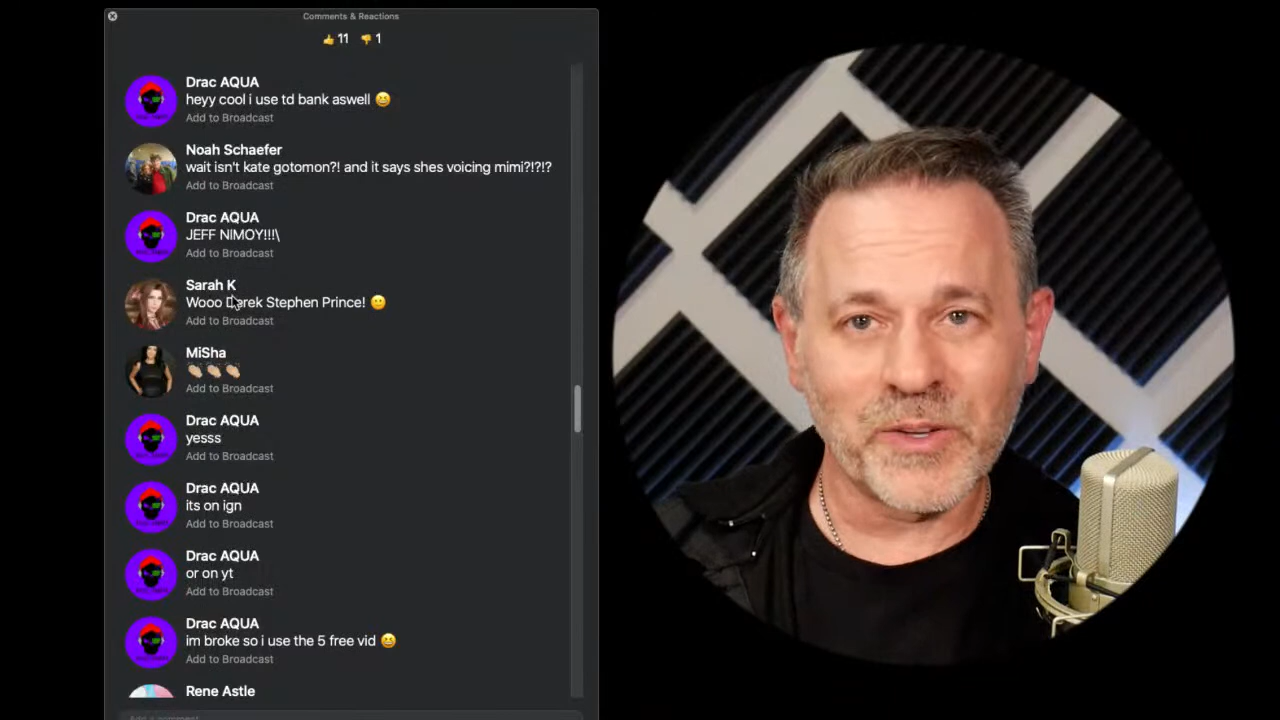 Comments & Reactions
👍 11 👎 1
Drac AQUA
heyy cool i use td bank aswell 😆
Add to Broadcast
Noah Schaefer
wait isn't kate gotomon?! and it says shes voicing mimi?!?!?
Add to Broadcast
Drac AQUA
JEFF NIMOY!!!\
Add to Broadcast
Sarah K
Wooo Derek Stephen Prince! 🙂
Add to Broadcast
MiSha
👏🏼👏🏼👏🏼
Add to Broadcast
Drac AQUA
yesss
Add to Broadcast
Drac AQUA
its on ign
Add to Broadcast
Drac AQUA
or on yt
Add to Broadcast
Drac AQUA
im broke so i use the 5 free vid 😆
Add to Broadcast
Rene Astle